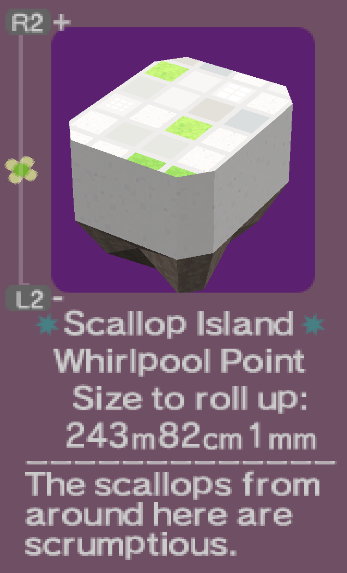 R2 +
L2 -
Scallop Island
Whirlpool Point
Size to roll up:
243m82cm1mm
The scallops from
around here are
scrumptious.